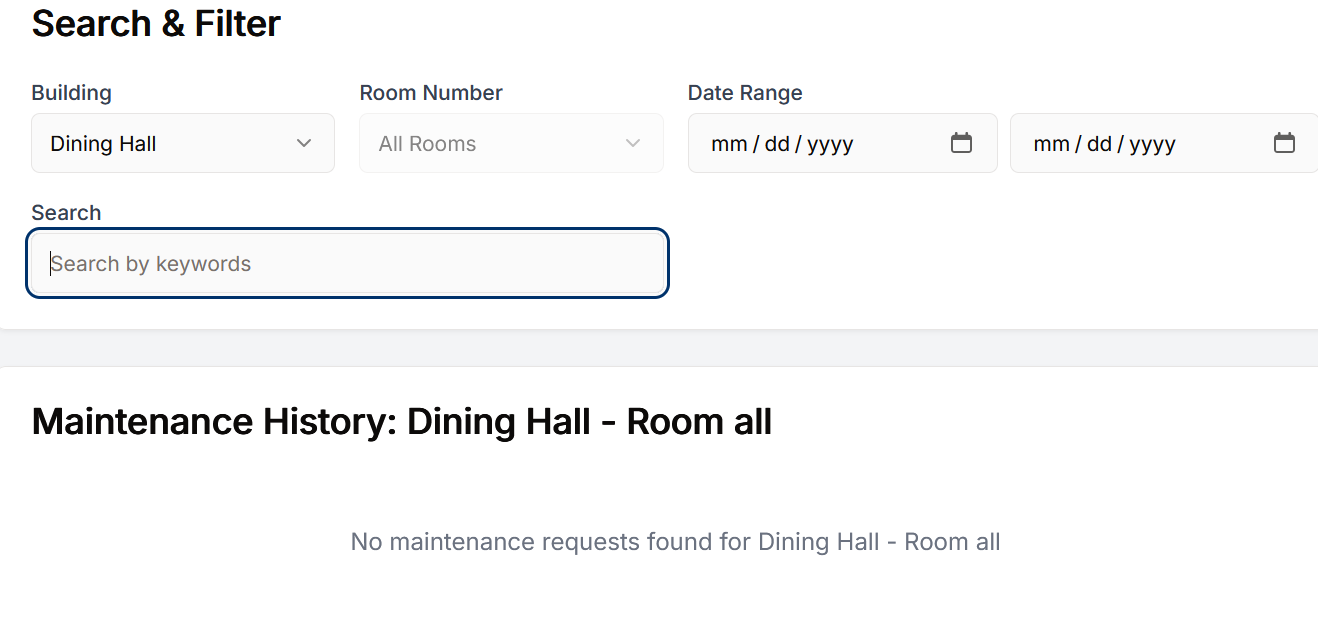 Search & Filter
Building Room Number Date Range
Dining Hall All Rooms mm / dd / yyyy mm / dd / yyyy
Search
Search by keywords
Maintenance History: Dining Hall - Room all
No maintenance requests found for Dining Hall - Room all